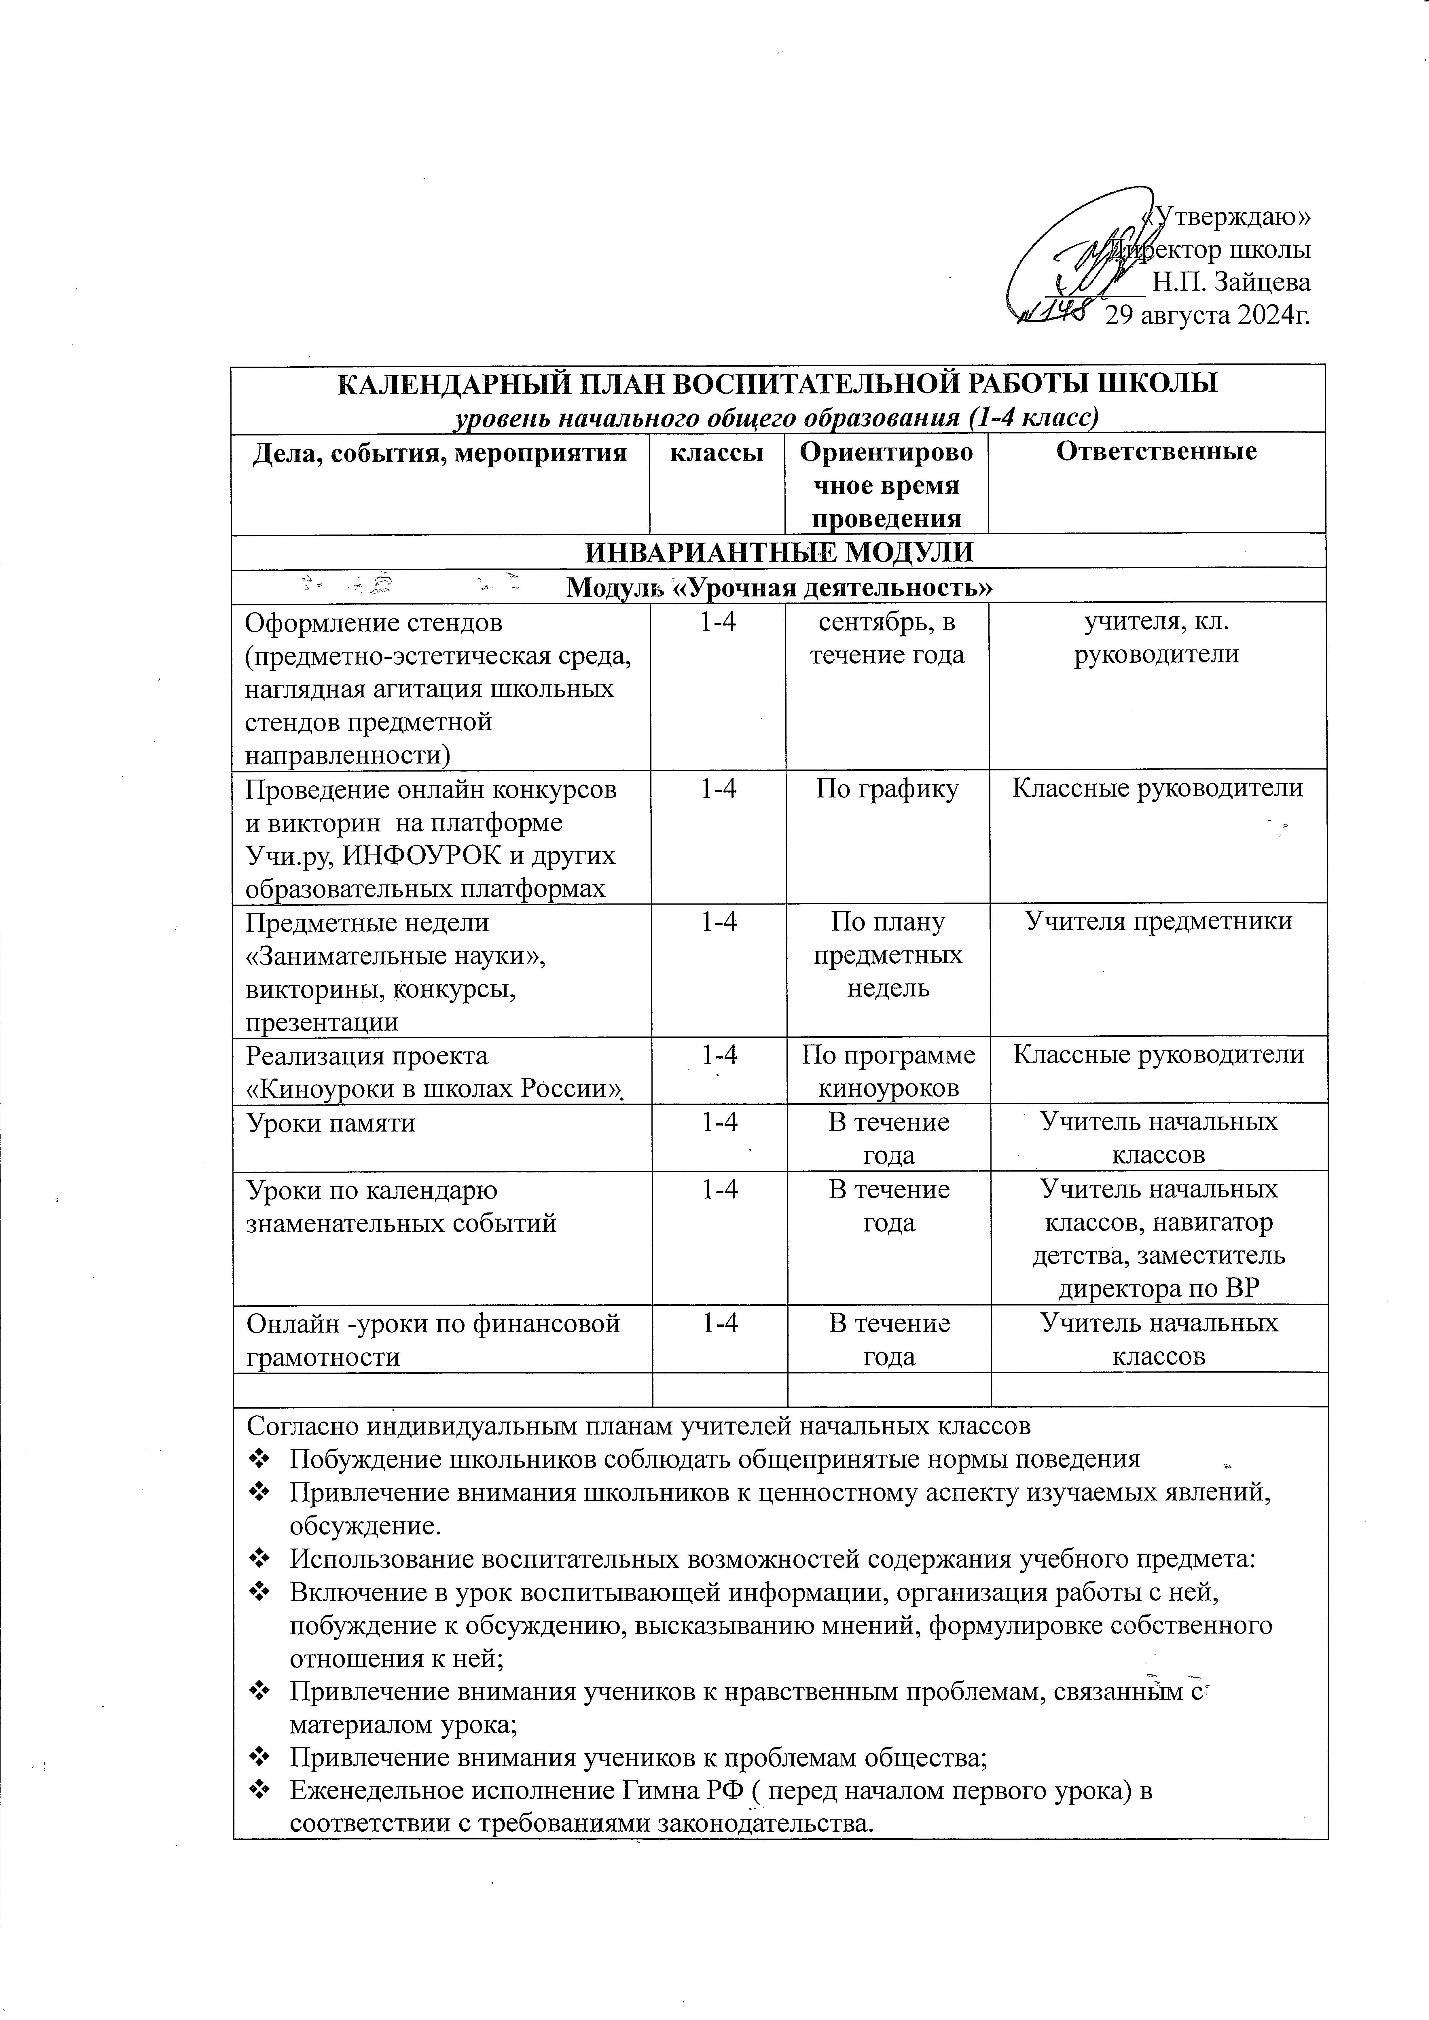 «Утверждаю»
Директор школы
_______ Н.П. Зайцева
№148 29 августа 2024г.
КАЛЕНДАРНЫЙ ПЛАН ВОСПИТАТЕЛЬНОЙ РАБОТЫ ШКОЛЫ
уровень начального общего образования (1-4 класс)
Дела, события, мероприятия
классы
Ориентирово
чное время
проведения
Ответственные
ИНВАРИАНТНЫЕ МОДУЛИ
Модуль «Урочная деятельность»
Оформление стендов
(предметно-эстетическая среда,
наглядная агитация школьных
стендов предметной
направленности)
1-4
сентябрь, в
течение года
учителя, кл.
руководители
Проведение онлайн конкурсов
и викторин  на платформе
Учи.ру, ИНФОУРОК и других
образовательных платформах
1-4
По графику
Классные руководители
Предметные недели
«Занимательные науки»,
викторины, конкурсы,
презентации
1-4
По плану
предметных
недель
Учителя предметники
Реализация проекта
«Киноуроки в школах России»
1-4
По программе
киноуроков
Классные руководители
Уроки памяти
1-4
В течение
года
Учитель начальных
классов
Уроки по календарю
знаменательных событий
1-4
В течение
года
Учитель начальных
классов, навигатор
детства, заместитель
директора по ВР
Онлайн -уроки по финансовой
грамотности
1-4
В течение
года
Учитель начальных
классов
Согласно индивидуальным планам учителей начальных классов
❖ Побуждение школьников соблюдать общепринятые нормы поведения
❖ Привлечение внимания школьников к ценностному аспекту изучаемых явлений,
обсуждение.
❖ Использование воспитательных возможностей содержания учебного предмета:
❖ Включение в урок воспитывающей информации, организация работы с ней,
побуждение к обсуждению, высказыванию мнений, формулировке собственного
отношения к ней;
❖ Привлечение внимания учеников к нравственным проблемам, связанным с
материалом урока;
❖ Привлечение внимания учеников к проблемам общества;
❖ Еженедельное исполнение Гимна РФ ( перед началом первого урока) в
соответствии с требованиями законодательства.